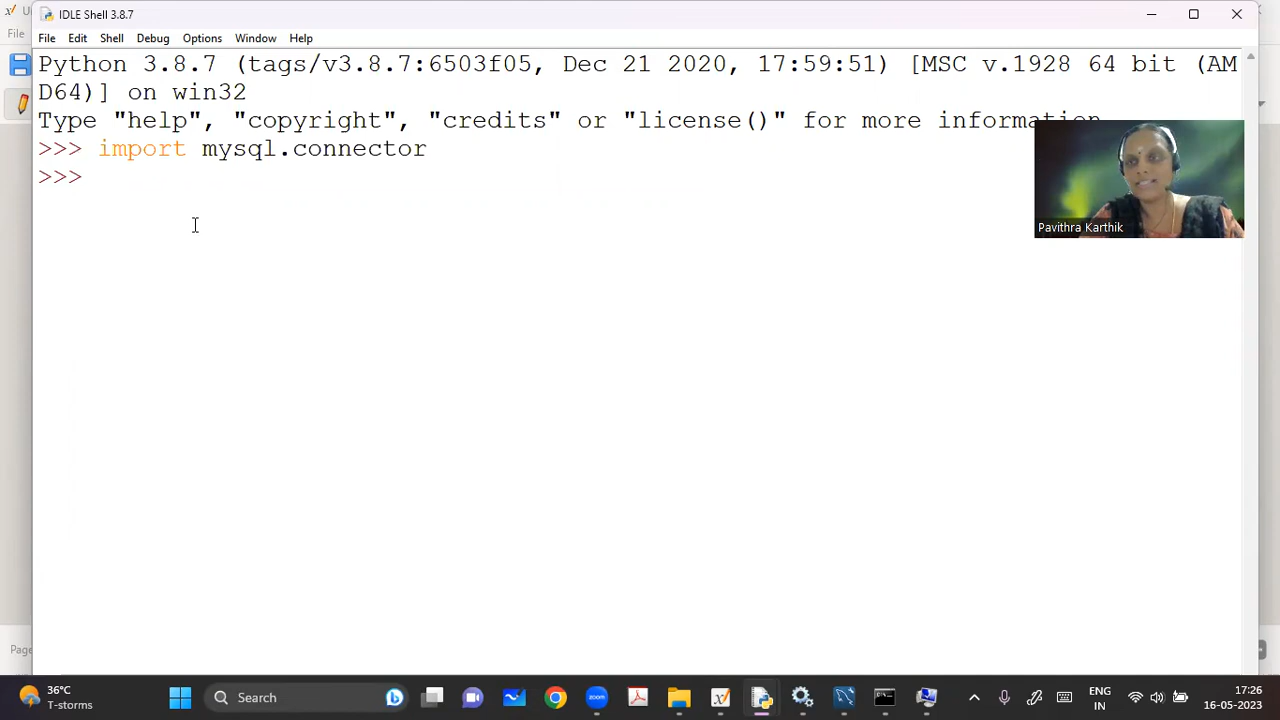 IDLE Shell 3.8.7
File
File Edit Shell Debug Options Window Help
Python 3.8.7 (tags/v3.8.7:6503f05, Dec 21 2020, 17:59:51) [MSC v.1928 64 bit (AM
D64)] on win32
Type "help", "copyright", "credits" or "license()" for more information
>>> import mysql.connector
>>>
Pavithra Karthik
36°C
T-storms
Search
zoom
ENG
IN
17:26
16-05-2023